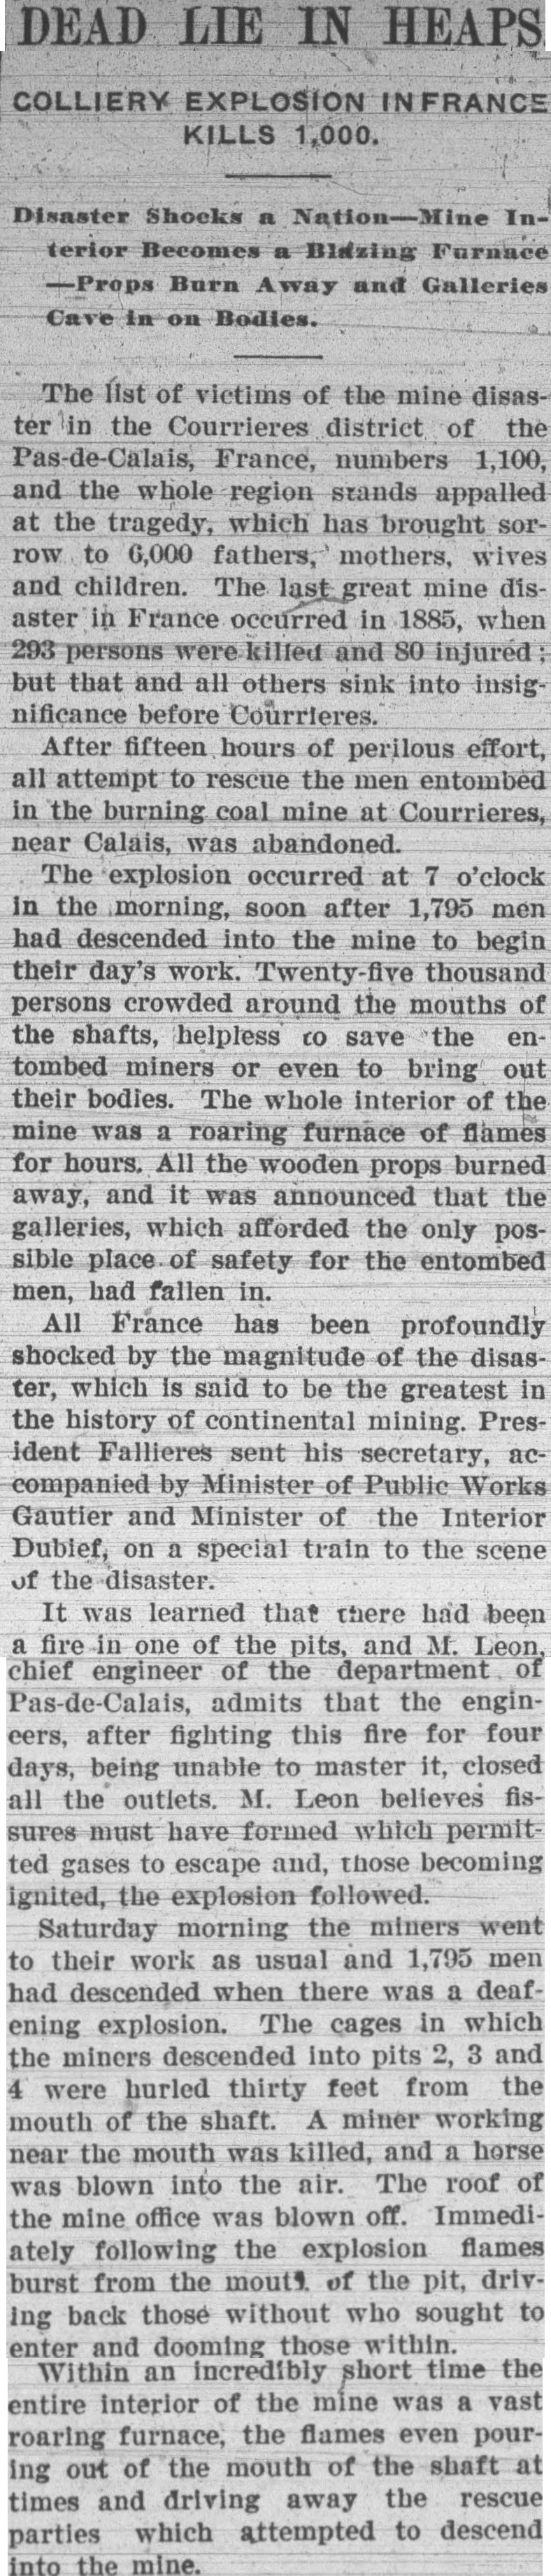 DEAD LIE IN HEAPS
COLLIERY EXPLOSION IN FRANCE
KILLS 1,000.
Disaster Shocks a Nation—Mine In-
terior Becomes a Blazing Furnace
—Props Burn Away and Galleries
Cave in on Bodies.
The list of victims of the mine disas-
ter in the Courrieres district of the
Pas-de-Calais, France, numbers 1,100,
and the whole region stands appalled
at the tragedy, which has brought sor-
row to 6,000 fathers, mothers, wives
and children. The last great mine dis-
aster in France occurred in 1885, when
293 persons were killed and 80 injured;
but that and all others sink into insig-
nificance before Courrieres.
After fifteen hours of perilous effort,
all attempt to rescue the men entombed
in the burning coal mine at Courrieres,
near Calais, was abandoned.
The explosion occurred at 7 o'clock
in the morning, soon after 1,795 men
had descended into the mine to begin
their day's work. Twenty-five thousand
persons crowded around the mouths of
the shafts, helpless to save the en-
tombed miners or even to bring out
their bodies. The whole interior of the
mine was a roaring furnace of flames
for hours. All the wooden props burned
away, and it was announced that the
galleries, which afforded the only pos-
sible place of safety for the entombed
men, had fallen in.
All France has been profoundly
shocked by the magnitude of the disas-
ter, which is said to be the greatest in
the history of continental mining. Pres-
ident Fallieres sent his secretary, ac-
companied by Minister of Public Works
Gautier and Minister of the Interior
Dubief, on a special train to the scene
of the disaster.
It was learned that there had been
a fire in one of the pits, and M. Leon,
chief engineer of the department of
Pas-de-Calais, admits that the engin-
eers, after fighting this fire for four
days, being unable to master it, closed
all the outlets. M. Leon believes fis-
sures must have formed which permit-
ted gases to escape and, those becoming
ignited, the explosion followed.
Saturday morning the miners went
to their work as usual and 1,795 men
had descended when there was a deaf-
ening explosion. The cages in which
the miners descended into pits 2, 3 and
4 were hurled thirty feet from the
mouth of the shaft. A miner working
near the mouth was killed, and a horse
was blown into the air. The roof of
the mine office was blown off. Immedi-
ately following the explosion flames
burst from the mouth of the pit, driv-
ing back those without who sought to
enter and dooming those within.
Within an incredibly short time the
entire interior of the mine was a vast
roaring furnace, the flames even pour-
ing out of the mouth of the shaft at
times and driving away the rescue
parties which attempted to descend
into the mine.